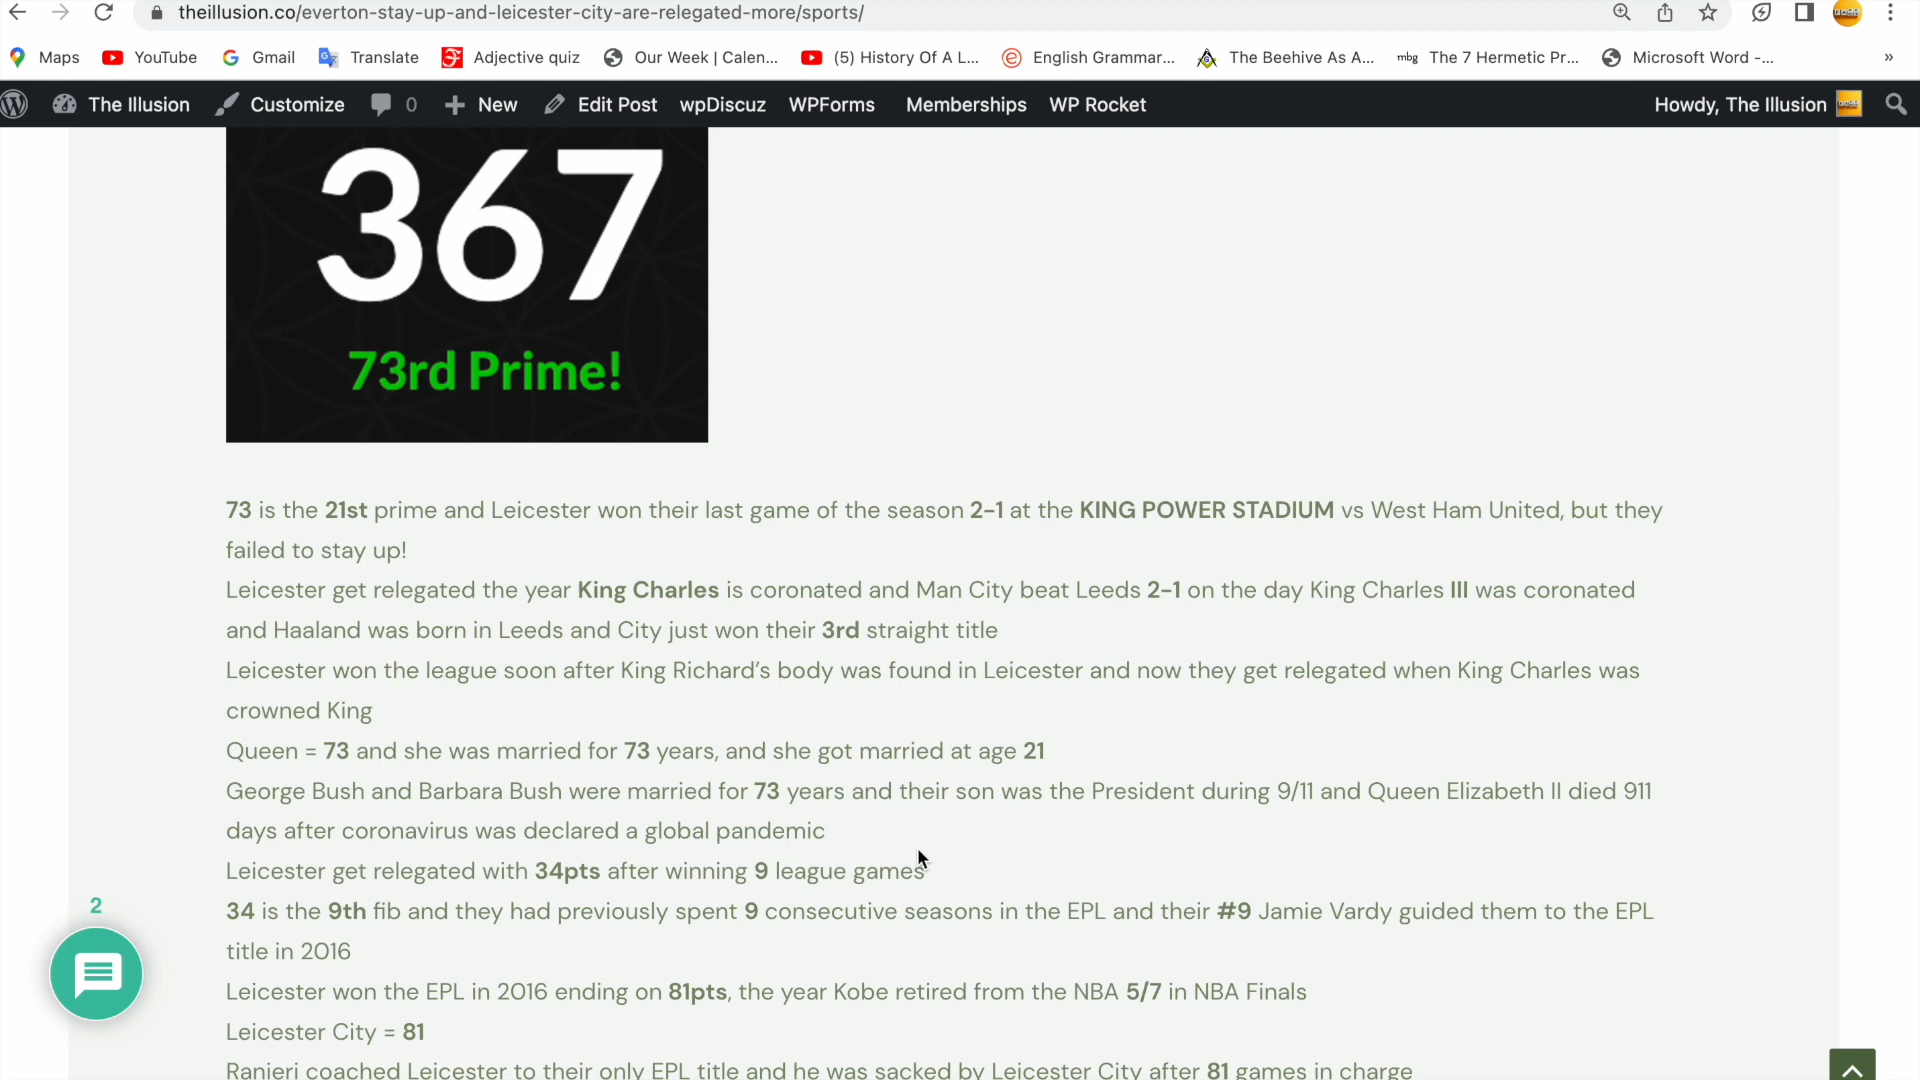 theillusion.co/everton-stay-up-and-leicester-city-are-relegated-more/sports/
Maps YouTube Gmail Translate Adjective quiz Our Week | Calen... (5) History Of A L... English Grammar... The Beehive As A... mbg The 7 Hermetic Pr... Microsoft Word -... »
The Illusion Customize 0 New Edit Post wpDiscuz WPForms Memberships WP Rocket Howdy, The Illusion
367
73rd Prime!
73 is the 21st prime and Leicester won their last game of the season 2-1 at the KING POWER STADIUM vs West Ham United, but they
failed to stay up!
Leicester get relegated the year King Charles is coronated and Man City beat Leeds 2-1 on the day King Charles III was coronated
and Haaland was born in Leeds and City just won their 3rd straight title
Leicester won the league soon after King Richard's body was found in Leicester and now they get relegated when King Charles was
crowned King
Queen = 73 and she was married for 73 years, and she got married at age 21
George Bush and Barbara Bush were married for 73 years and their son was the President during 9/11 and Queen Elizabeth II died 911
days after coronavirus was declared a global pandemic
Leicester get relegated with 34pts after winning 9 league games
2
34 is the 9th fib and they had previously spent 9 consecutive seasons in the EPL and their #9 Jamie Vardy guided them to the EPL
title in 2016
Leicester won the EPL in 2016 ending on 81pts, the year Kobe retired from the NBA 5/7 in NBA Finals
Leicester City = 81
Ranieri coached Leicester to their only EPL title and he was sacked by Leicester City after 81 games in charge